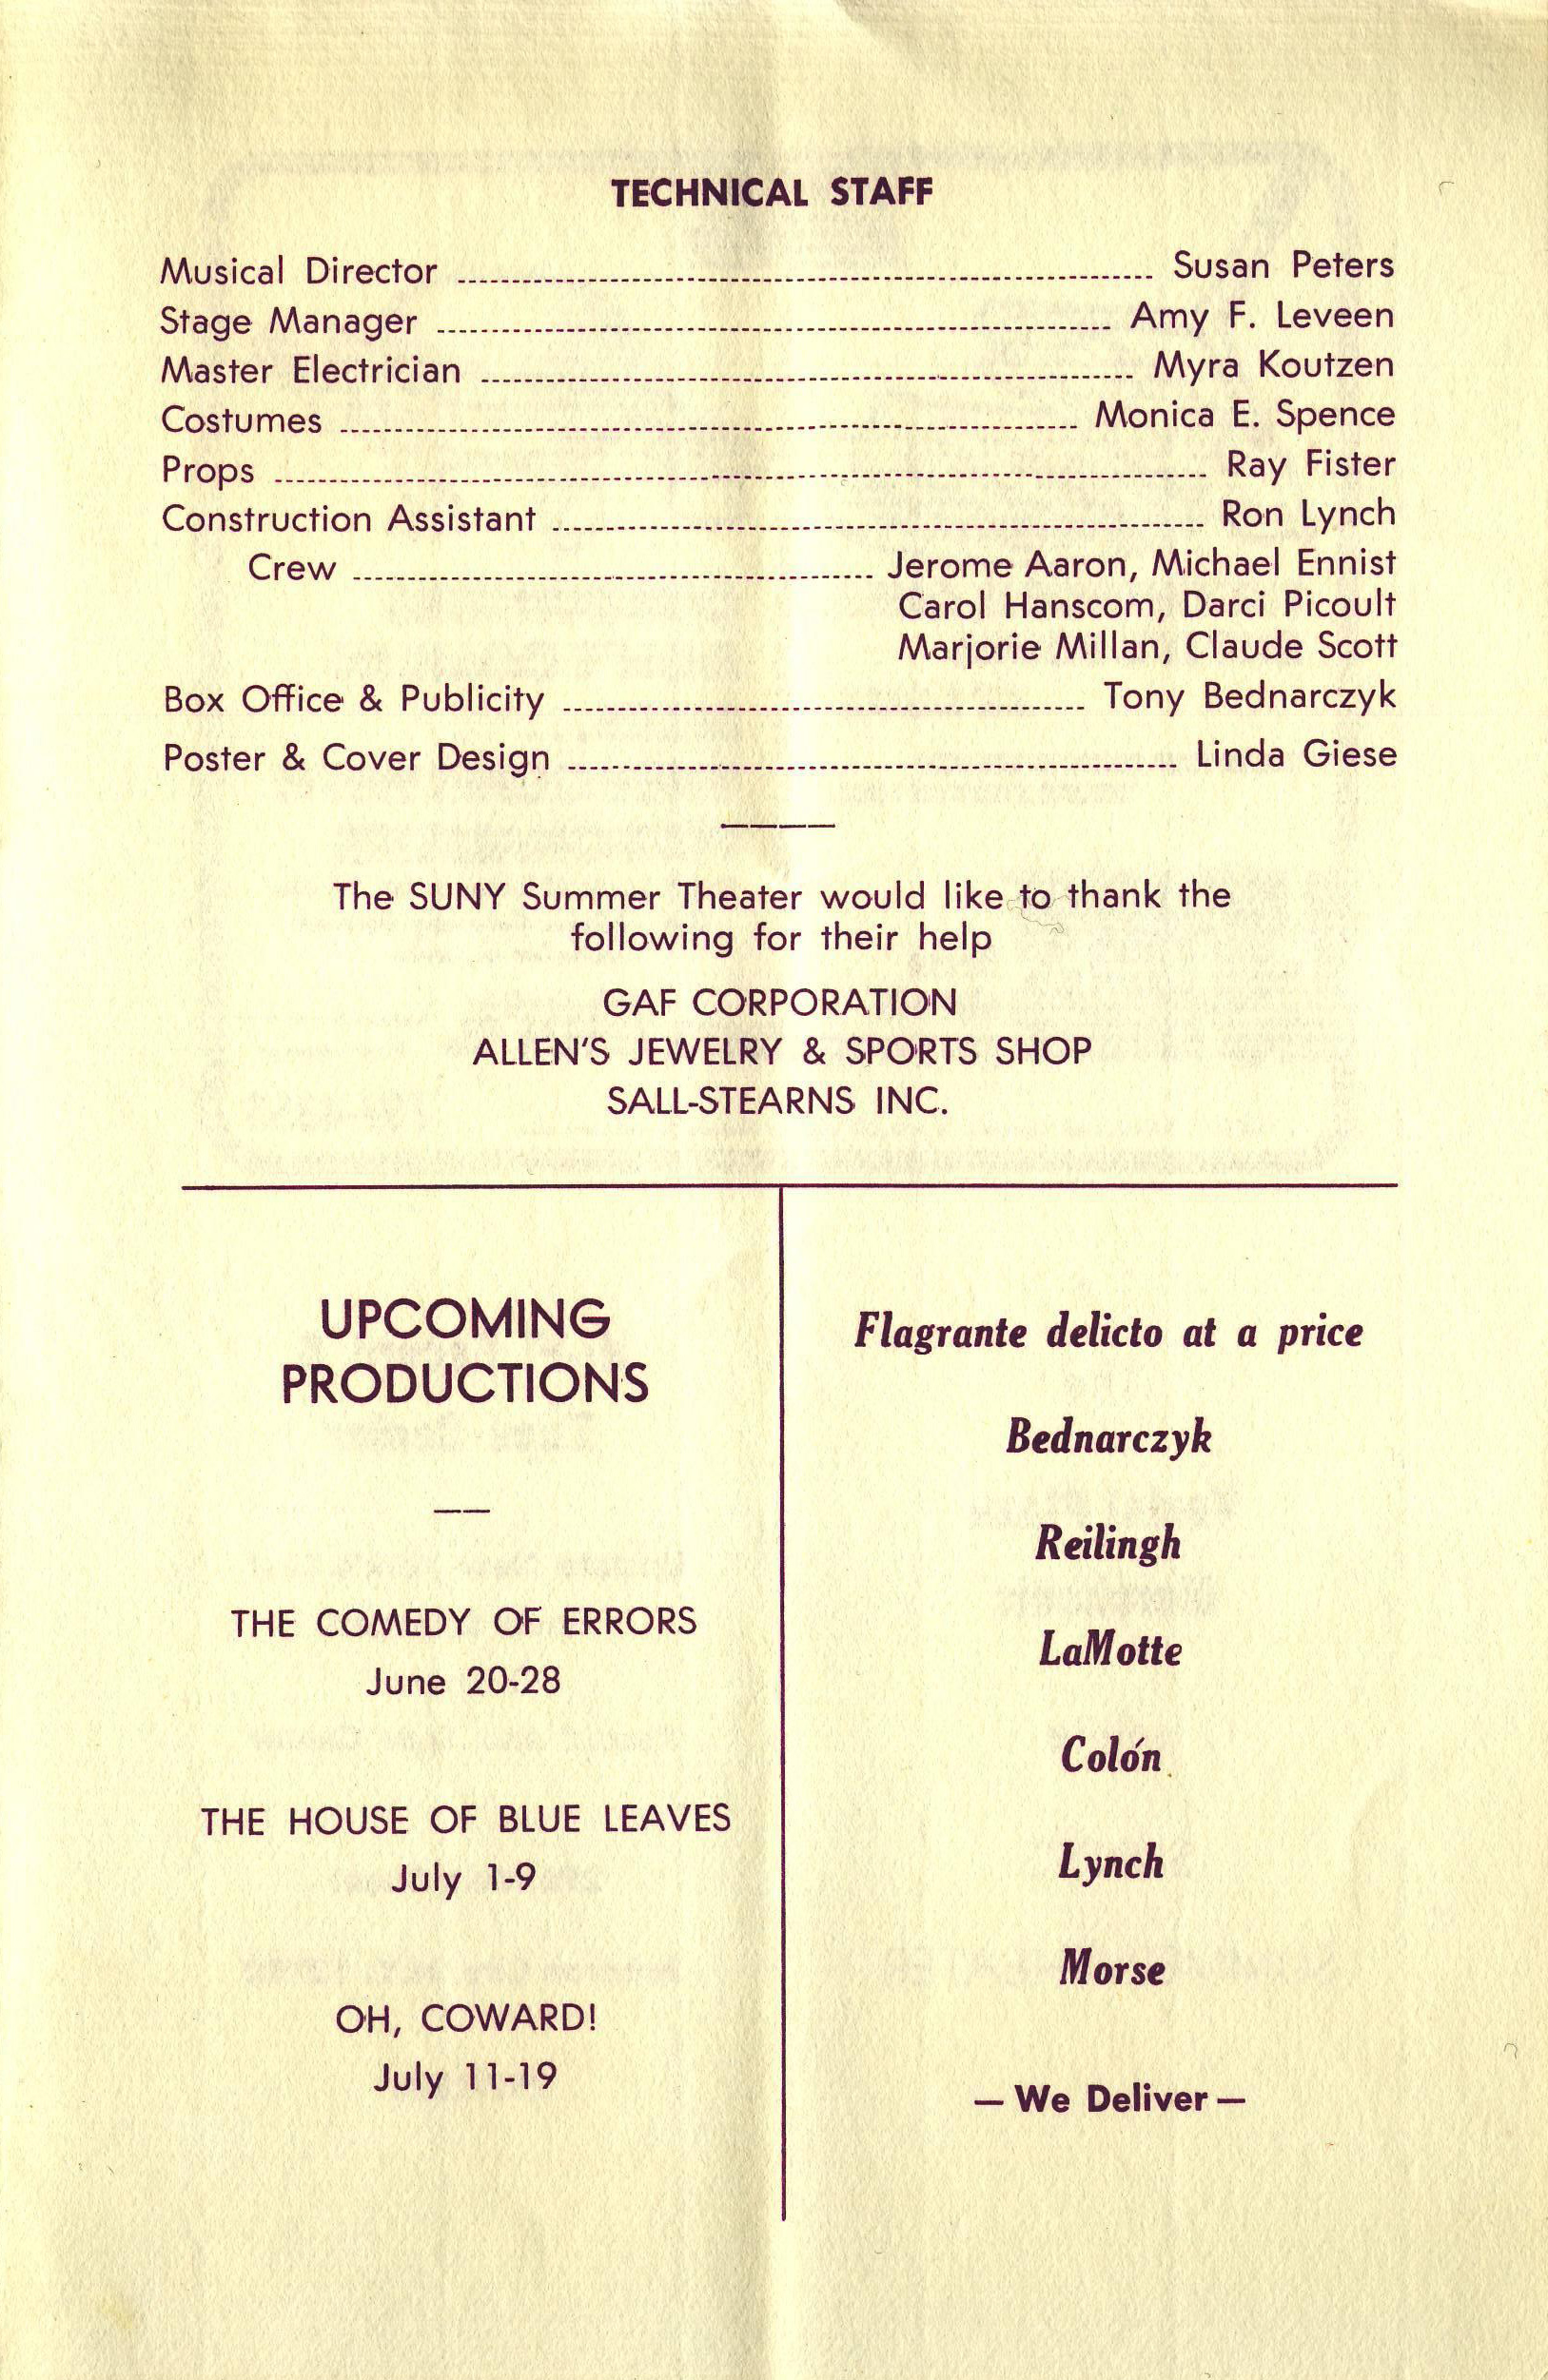 TECHNICAL STAFF
Musical Director ---------- Susan Peters
Stage Manager ---------- Amy F. Leveen
Master Electrician ---------- Myra Koutzen
Costumes ---------- Monica E. Spence
Props ---------- Ray Fister
Construction Assistant ---------- Ron Lynch
Crew ---------- Jerome Aaron, Michael Ennist
Carol Hanscom, Darci Picoult
Marjorie Millan, Claude Scott
Box Office & Publicity ---------- Tony Bednarczyk
Poster & Cover Design ---------- Linda Giese
The SUNY Summer Theater would like to thank the
following for their help
GAF CORPORATION
ALLEN'S JEWELRY & SPORTS SHOP
SALL-STEARNS INC.
UPCOMING
PRODUCTIONS
THE COMEDY OF ERRORS
June 20-28
THE HOUSE OF BLUE LEAVES
July 1-9
OH, COWARD!
July 11-19
Flagrante delicto at a price
Bednarczyk
Reilingh
LaMotte
Colón
Lynch
Morse
— We Deliver —